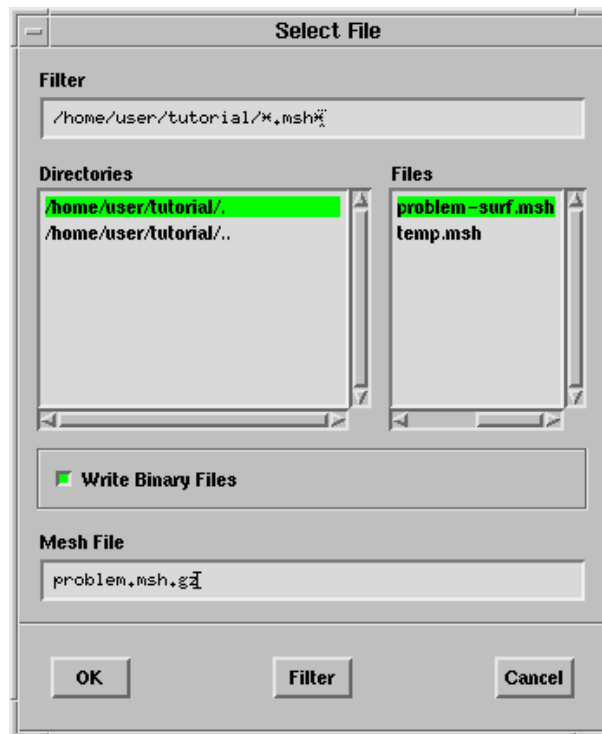 Select File
Filter
/home/user/tutorial/*.msh*
Directories
Files
/home/user/tutorial/.
problem-surf.msh
/home/user/tutorial/..
temp.msh
Write Binary Files
Mesh File
problem.msh.gz
OK
Filter
Cancel